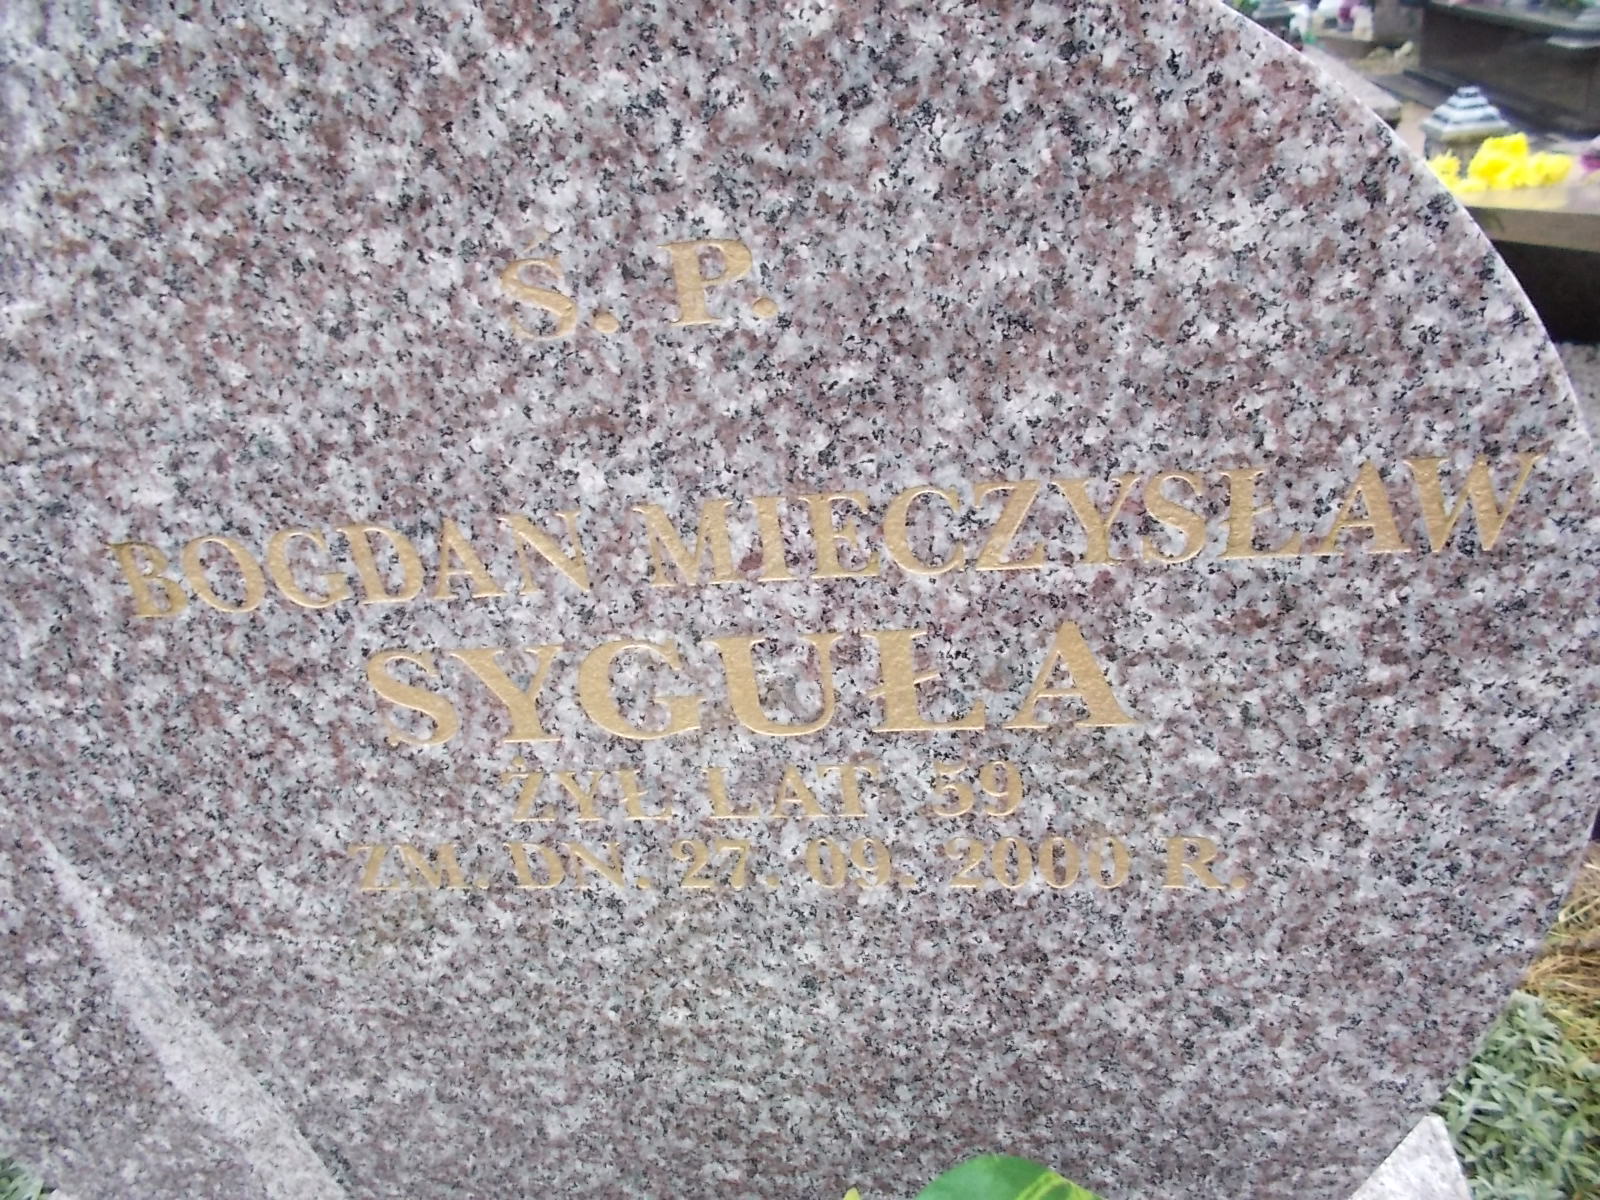 Ś. P.
BOGDAN MIECZYSŁAW
SYGUŁA
ŻYŁ LAT 59
ZM. DN. 27. 09. 2000 R.